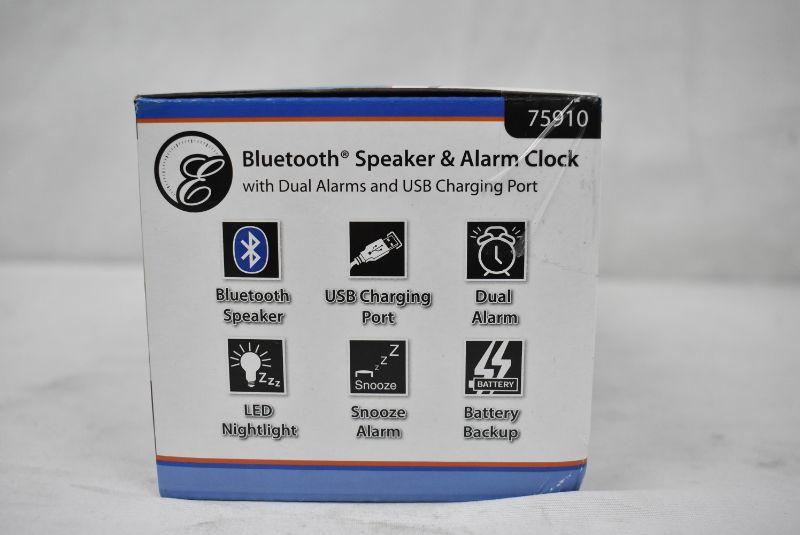 75910
E
Bluetooth® Speaker & Alarm Clock
with Dual Alarms and USB Charging Port
Bluetooth
Speaker
USB Charging
Port
Dual
Alarm
Zzz
LED
Nightlight
zzZZ
Snooze
Snooze
Alarm
BATTERY
Battery
Backup